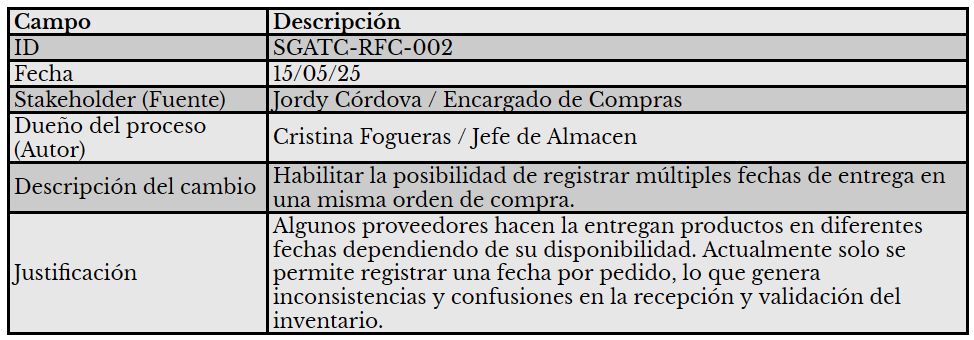 Campo Descripción
ID SGATC-RFC-002
Fecha 15/05/25
Stakeholder (Fuente) Jordy Córdova / Encargado de Compras
Dueño del proceso
(Autor)
Cristina Fogueras / Jefe de Almacen
Descripción del cambio
Habilitar la posibilidad de registrar múltiples fechas de entrega en
una misma orden de compra.
Justificación
Algunos proveedores hacen la entregan productos en diferentes
fechas dependiendo de su disponibilidad. Actualmente solo se
permite registrar una fecha por pedido, lo que genera
inconsistencias y confusiones en la recepción y validación del
inventario.